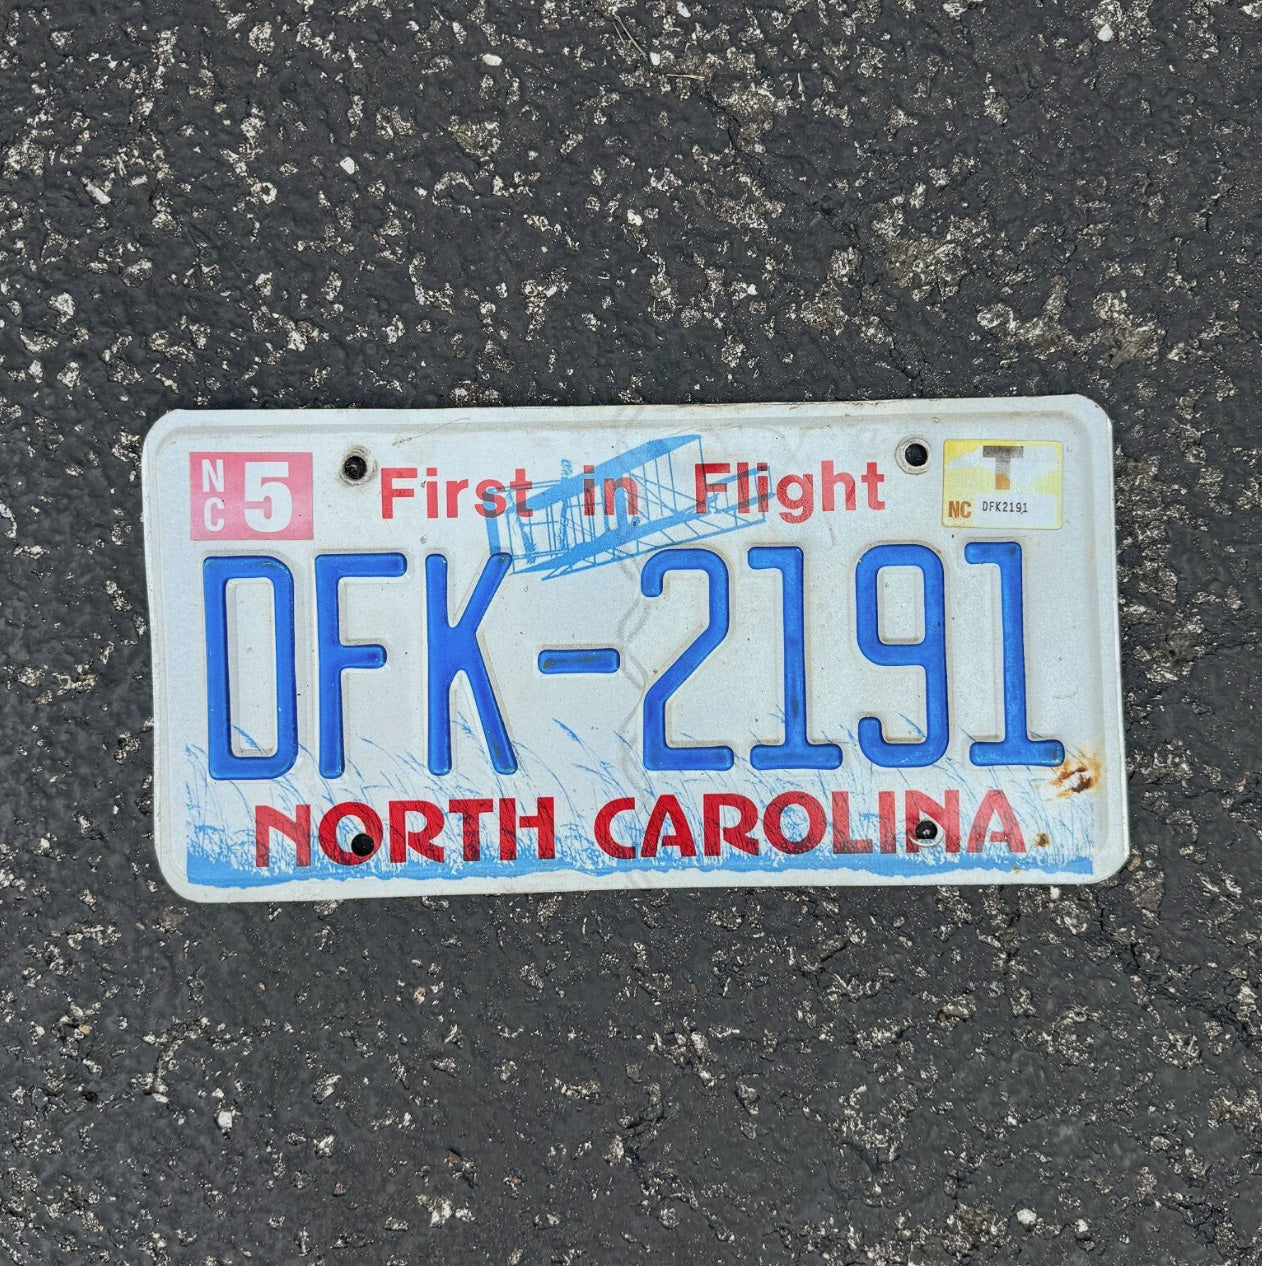 NC 5
First in Flight
T
NC DFK2191
DFK-2191
NORTH CAROLINA